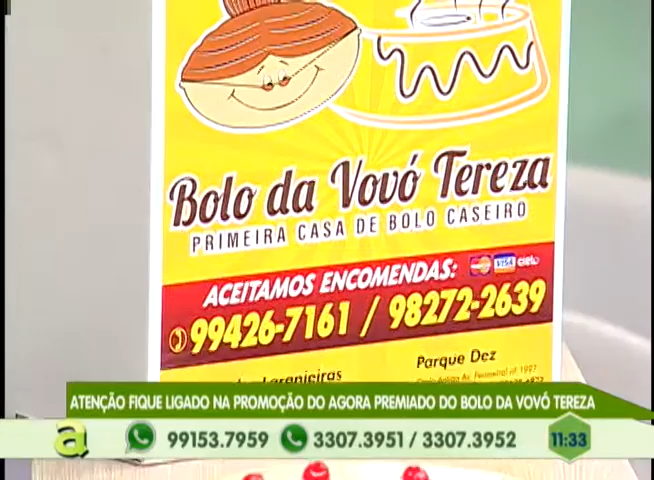 Bolo da Vovó Tereza
PRIMEIRA CASA DE BOLO CASEIRO
ACEITAMOS ENCOMENDAS: VISA cielo
99426-7161 / 98272-2639
Laranjeiras
Parque Dez
ATENÇÃO FIQUE LIGADO NA PROMOÇÃO DO AGORA PREMIADO DO BOLO DA VOVÓ TEREZA
a 99153.7959 3307.3951 / 3307.3952 11:33